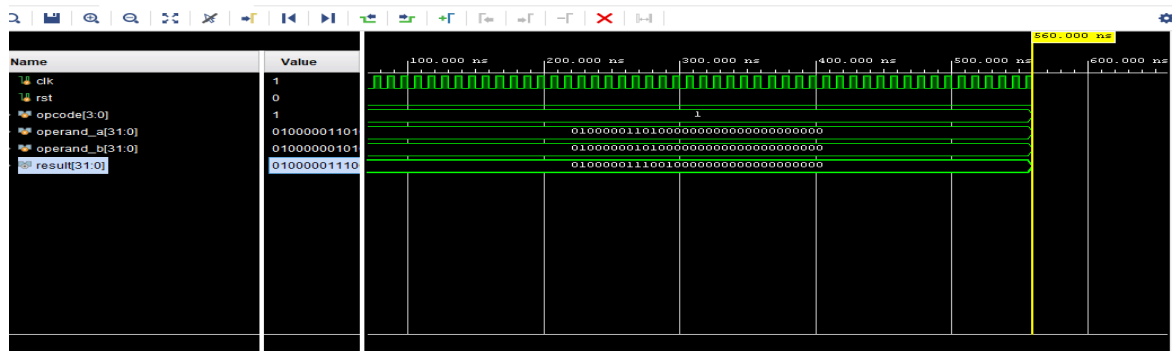 560.000 ns
Name Value 100.000 ns 200.000 ns 300.000 ns 400.000 ns 500.000 ns 600.000 ns
clk 1
rst 0
opcode[3:0] 1 1
operand_a[31:0] 01000001101 01000001101000000000000000000000
operand_b[31:0] 01000000101 01000000101000000000000000000000
result[31:0] 01000001110 01000001110010000000000000000000